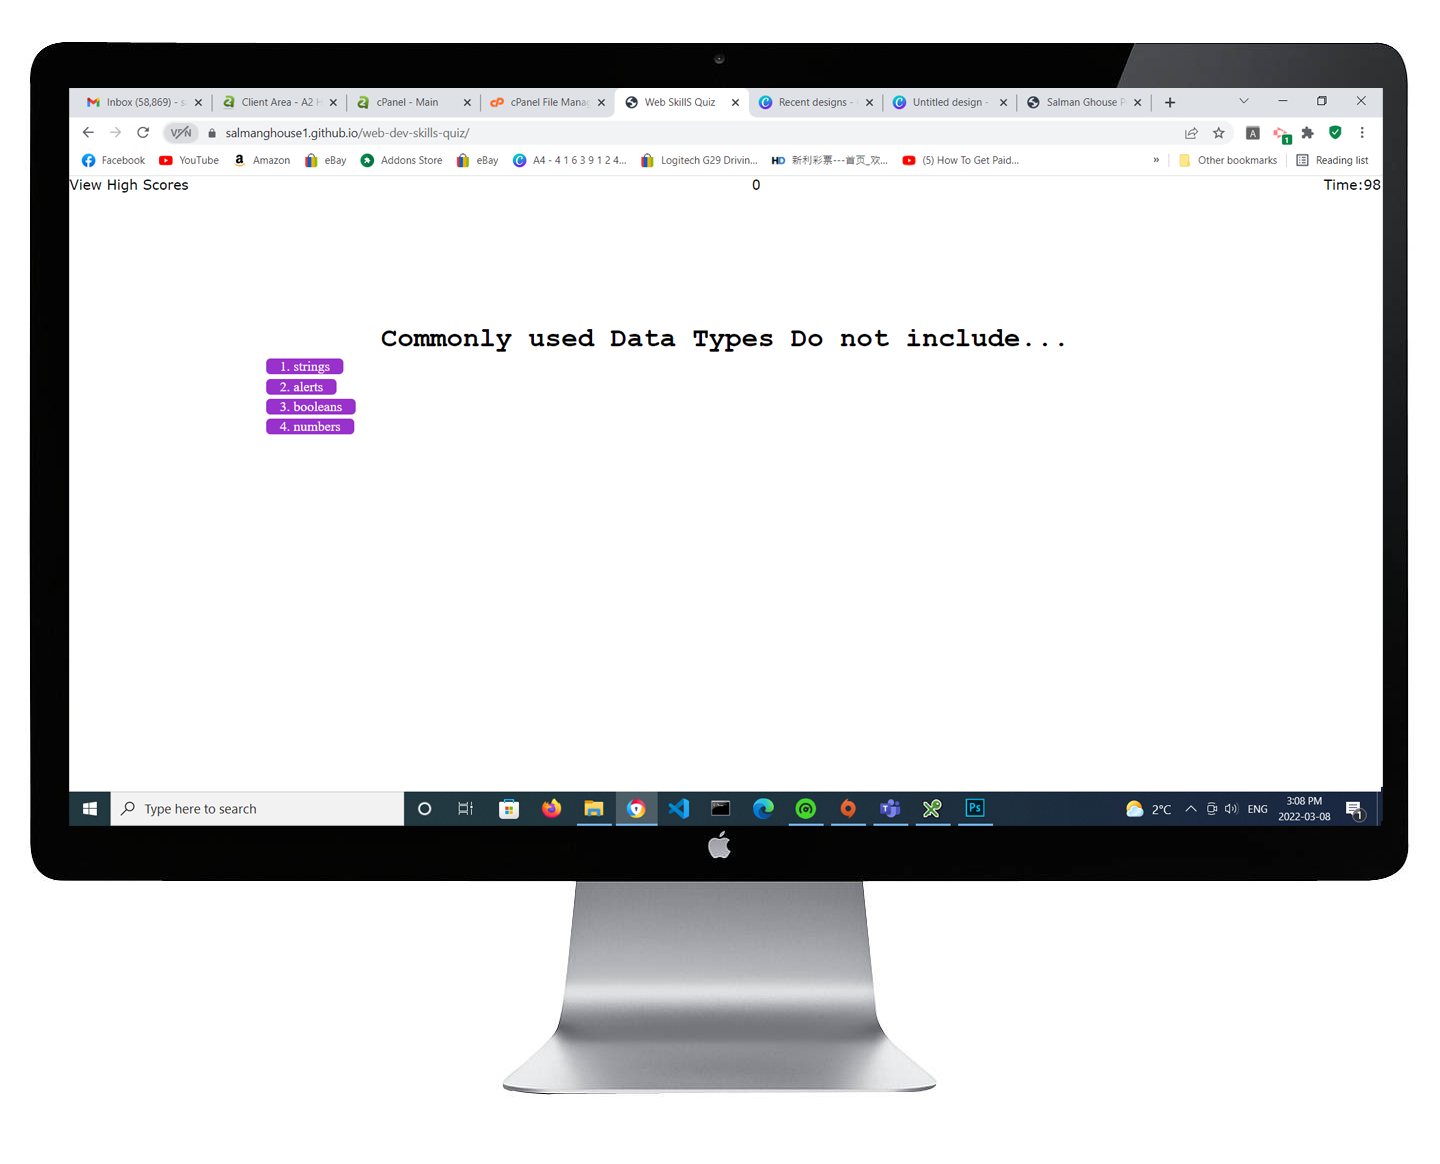 Inbox (58,869) - s
Client Area - A2 H
cPanel - Main
cPanel File Manag
Web SkillS Quiz
Recent designs -
Untitled design -
Salman Ghouse P
VPN
salmanghouse1.github.io/web-dev-skills-quiz/
Facebook
YouTube
Amazon
eBay
Addons Store
eBay
A4 - 4 1 6 3 9 1 2 4...
Logitech G29 Drivin...
HD 新利彩票---首页_欢...
(5) How To Get Paid...
»
Other bookmarks
Reading list
View High Scores
0
Time:98
Commonly used Data Types Do not include...
1. strings
2. alerts
3. booleans
4. numbers
Type here to search
Ps
2°C
ENG
3:08 PM
2022-03-08
1